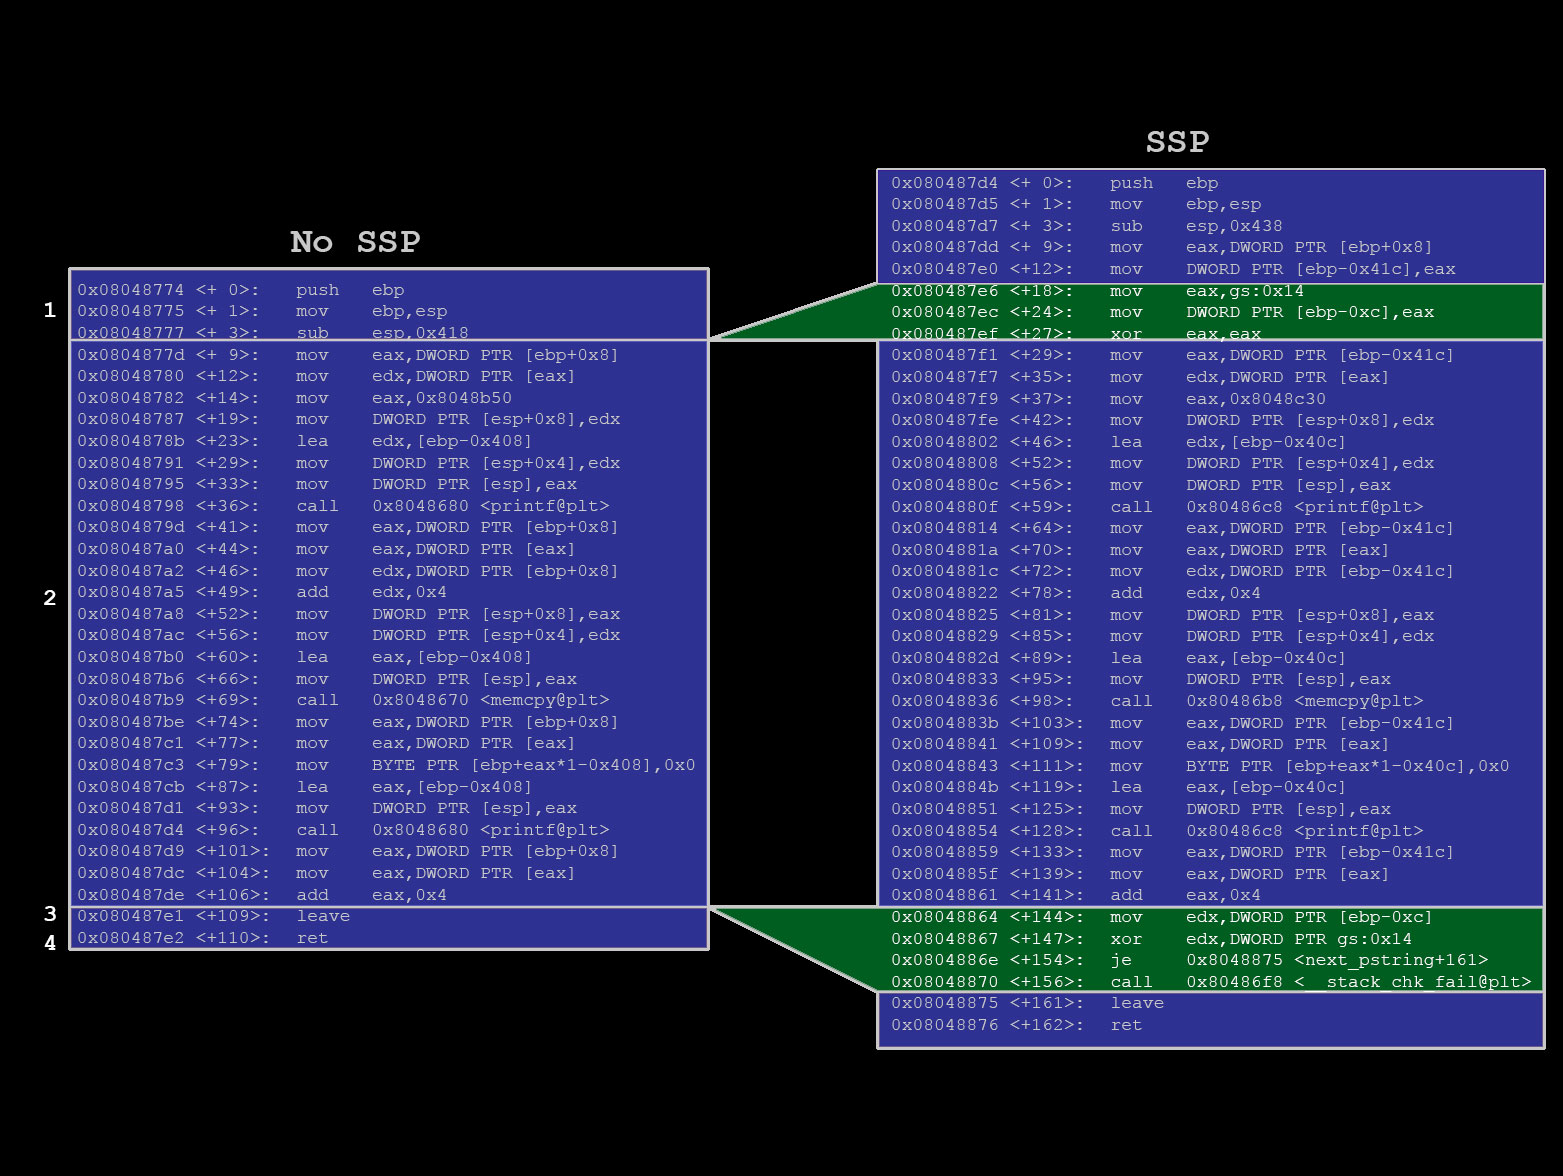 SSP
0x080487d4 <+ 0>: push ebp
0x080487d5 <+ 1>: mov ebp,esp
0x080487d7 <+ 3>: sub esp,0x438
0x080487dd <+ 9>: mov eax,DWORD PTR [ebp+0x8]
0x080487e0 <+12>: mov DWORD PTR [ebp-0x41c],eax
0x080487e6 <+18>: mov eax,gs:0x14
0x080487ec <+24>: mov DWORD PTR [ebp-0xc],eax
0x080487ef <+27>: xor eax,eax
0x080487f1 <+29>: mov eax,DWORD PTR [ebp-0x41c]
0x080487f7 <+35>: mov edx,DWORD PTR [eax]
0x080487f9 <+37>: mov eax,0x8048c30
0x080487fe <+42>: mov DWORD PTR [esp+0x8],edx
0x08048802 <+46>: lea edx,[ebp-0x40c]
0x08048808 <+52>: mov DWORD PTR [esp+0x4],edx
0x0804880c <+56>: mov DWORD PTR [esp],eax
0x0804880f <+59>: call 0x80486c8 <printf@plt>
0x08048814 <+64>: mov eax,DWORD PTR [ebp-0x41c]
0x0804881a <+70>: mov eax,DWORD PTR [eax]
0x0804881c <+72>: mov edx,DWORD PTR [ebp-0x41c]
0x08048822 <+78>: add edx,0x4
0x08048825 <+81>: mov DWORD PTR [esp+0x8],eax
0x08048829 <+85>: mov DWORD PTR [esp+0x4],edx
0x0804882d <+89>: lea eax,[ebp-0x40c]
0x08048833 <+95>: mov DWORD PTR [esp],eax
0x08048836 <+98>: call 0x80486b8 <memcpy@plt>
0x0804883b <+103>: mov eax,DWORD PTR [ebp-0x41c]
0x08048841 <+109>: mov eax,DWORD PTR [eax]
0x08048843 <+111>: mov BYTE PTR [ebp+eax*1-0x40c],0x0
0x0804884b <+119>: lea eax,[ebp-0x40c]
0x08048851 <+125>: mov DWORD PTR [esp],eax
0x08048854 <+128>: call 0x80486c8 <printf@plt>
0x08048859 <+133>: mov eax,DWORD PTR [ebp-0x41c]
0x0804885f <+139>: mov eax,DWORD PTR [eax]
0x08048861 <+141>: add eax,0x4
0x08048864 <+144>: mov edx,DWORD PTR [ebp-0xc]
0x08048867 <+147>: xor edx,DWORD PTR gs:0x14
0x0804886e <+154>: je 0x8048875 <next_pstring+161>
0x08048870 <+156>: call 0x80486f8 <__stack_chk_fail@plt>
0x08048875 <+161>: leave
0x08048876 <+162>: ret
No SSP
1
2
3
4
0x08048774 <+ 0>: push ebp
0x08048775 <+ 1>: mov ebp,esp
0x08048777 <+ 3>: sub esp,0x418
0x0804877d <+ 9>: mov eax,DWORD PTR [ebp+0x8]
0x08048780 <+12>: mov edx,DWORD PTR [eax]
0x08048782 <+14>: mov eax,0x8048b50
0x08048787 <+19>: mov DWORD PTR [esp+0x8],edx
0x0804878b <+23>: lea edx,[ebp-0x408]
0x08048791 <+29>: mov DWORD PTR [esp+0x4],edx
0x08048795 <+33>: mov DWORD PTR [esp],eax
0x08048798 <+36>: call 0x8048680 <printf@plt>
0x0804879d <+41>: mov eax,DWORD PTR [ebp+0x8]
0x080487a0 <+44>: mov eax,DWORD PTR [eax]
0x080487a2 <+46>: mov edx,DWORD PTR [ebp+0x8]
0x080487a5 <+49>: add edx,0x4
0x080487a8 <+52>: mov DWORD PTR [esp+0x8],eax
0x080487ac <+56>: mov DWORD PTR [esp+0x4],edx
0x080487b0 <+60>: lea eax,[ebp-0x408]
0x080487b6 <+66>: mov DWORD PTR [esp],eax
0x080487b9 <+69>: call 0x8048670 <memcpy@plt>
0x080487be <+74>: mov eax,DWORD PTR [ebp+0x8]
0x080487c1 <+77>: mov eax,DWORD PTR [eax]
0x080487c3 <+79>: mov BYTE PTR [ebp+eax*1-0x408],0x0
0x080487cb <+87>: lea eax,[ebp-0x408]
0x080487d1 <+93>: mov DWORD PTR [esp],eax
0x080487d4 <+96>: call 0x8048680 <printf@plt>
0x080487d9 <+101>: mov eax,DWORD PTR [ebp+0x8]
0x080487dc <+104>: mov eax,DWORD PTR [eax]
0x080487de <+106>: add eax,0x4
0x080487e1 <+109>: leave
0x080487e2 <+110>: ret